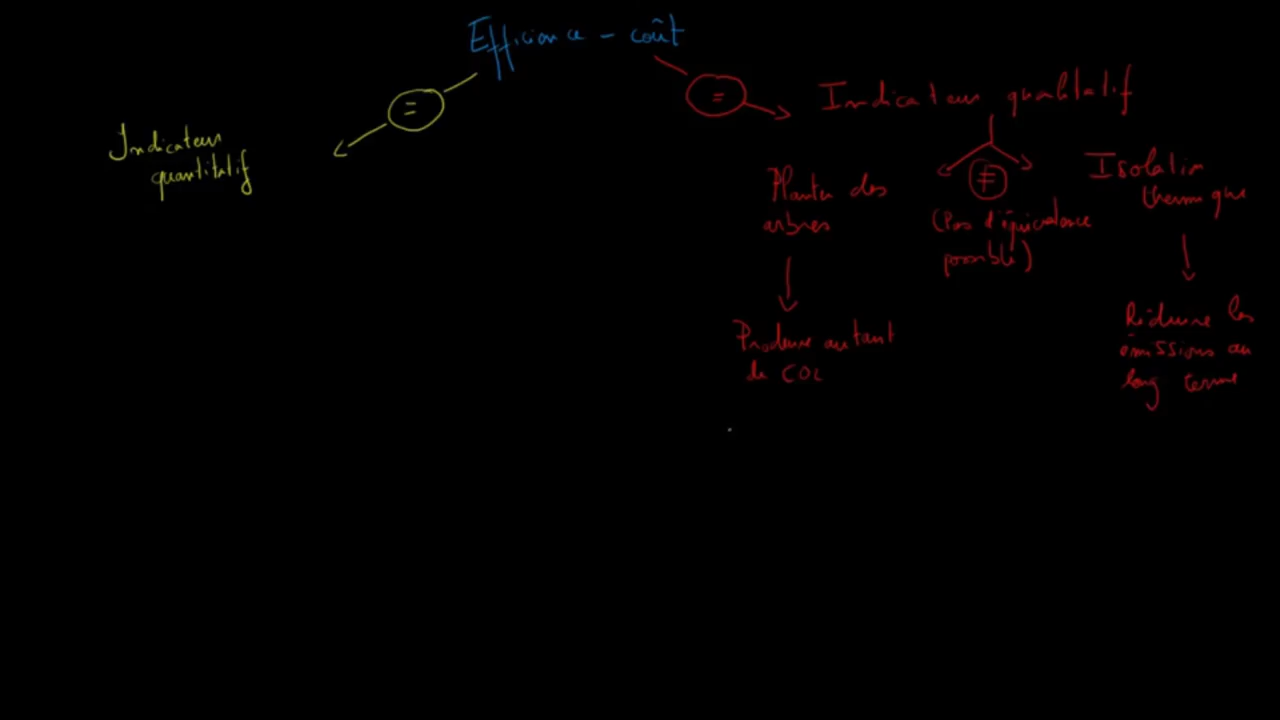 Efficience - coût
=
Indicateur
quantitatif
=
Indicateur qualitatif
Planter des
arbres
≠
(Pas d'équivalence
possible)
Isolation
thermique
Produire autant
de CO2
Réduire les
émissions au
long terme